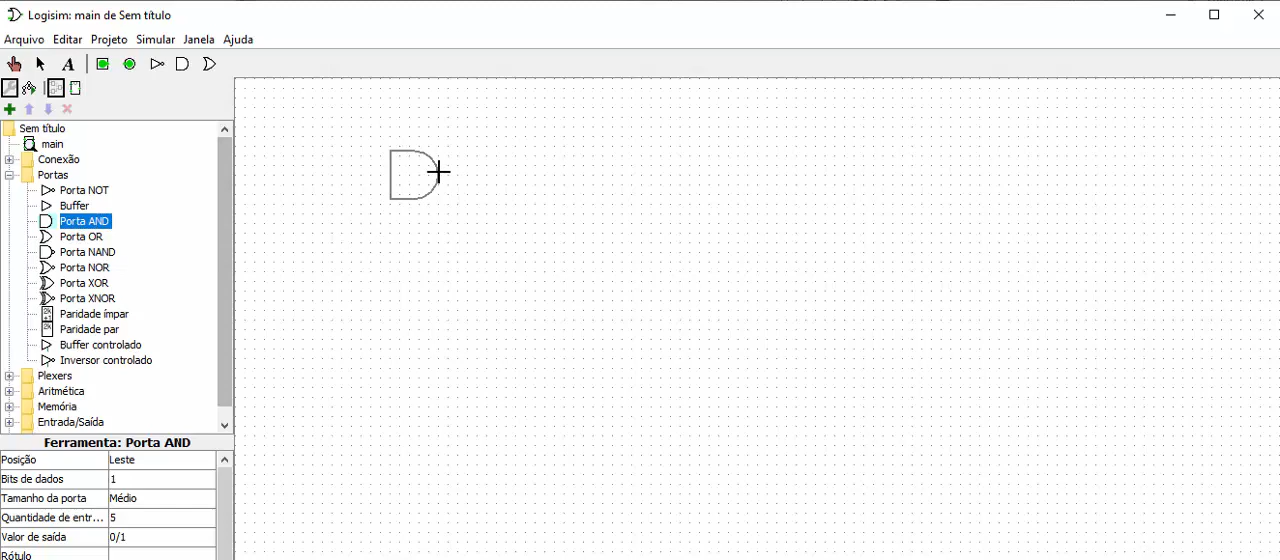 Logisim: main de Sem título
Arquivo Editar Projeto Simular Janela Ajuda
A
Sem título
main
Conexão
Portas
Porta NOT
Buffer
Porta AND
Porta OR
Porta NAND
Porta NOR
Porta XOR
Porta XNOR
Paridade ímpar
Paridade par
Buffer controlado
Inversor controlado
Plexers
Aritmética
Memória
Entrada/Saída
Ferramenta: Porta AND
Posição Leste
Bits de dados 1
Tamanho da porta Médio
Quantidade de entr... 5
Valor de saída 0/1
Rótulo